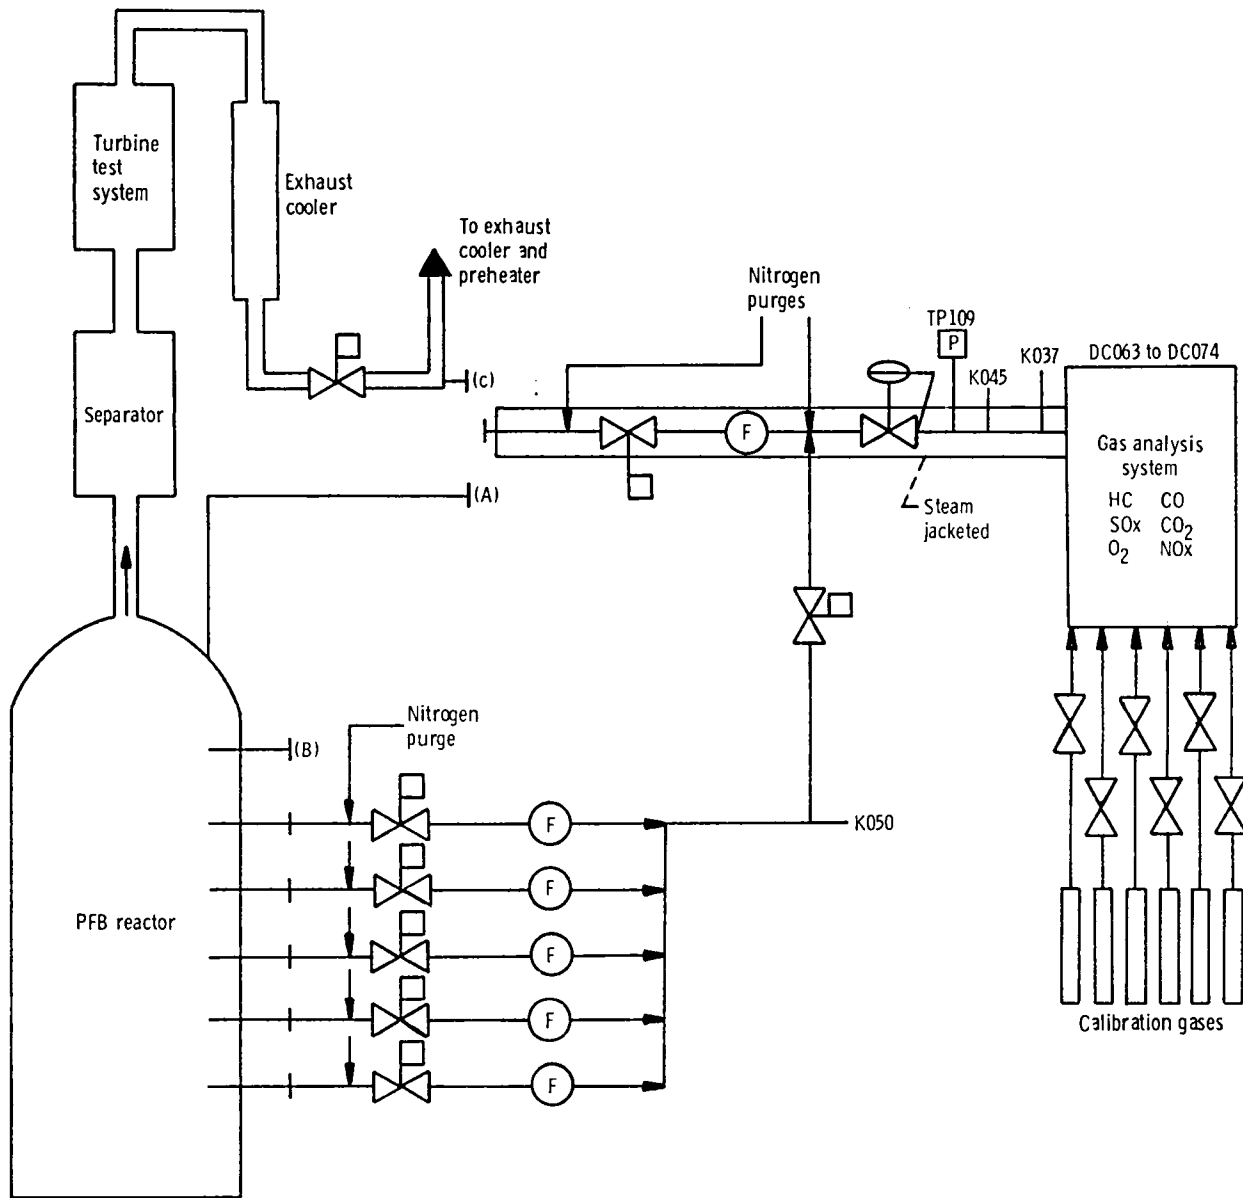 Turbine
test
system
Exhaust
cooler
To exhaust
cooler and
preheater
Nitrogen
purges
TP109
P
K037
DC063 to DC074
K045
(c)
Separator
F
Gas analysis
system
HC CO
SOx CO2
O2 NOx
(A)
Steam
jacketed
Nitrogen
purge
(B)
F
K050
F
PFB reactor
F
F
F
Calibration gases